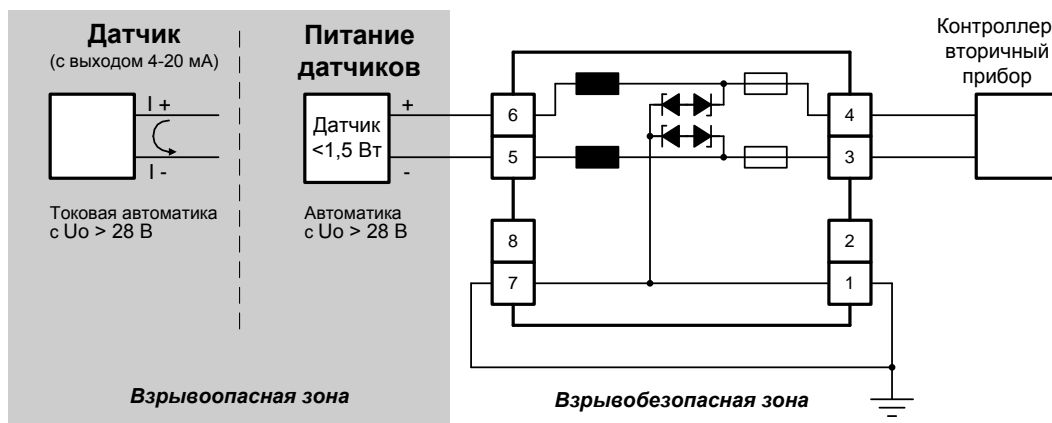 Датчик
(с выходом 4-20 мА)
I +
I -
Токовая автоматика
с Uo > 28 В
Питание
датчиков
Датчик
<1,5 Вт
+
-
Автоматика
с Uo > 28 В
Взрывоопасная зона
6
5
8
7
4
3
2
1
Контроллер
вторичный
прибор
Взрывобезопасная зона